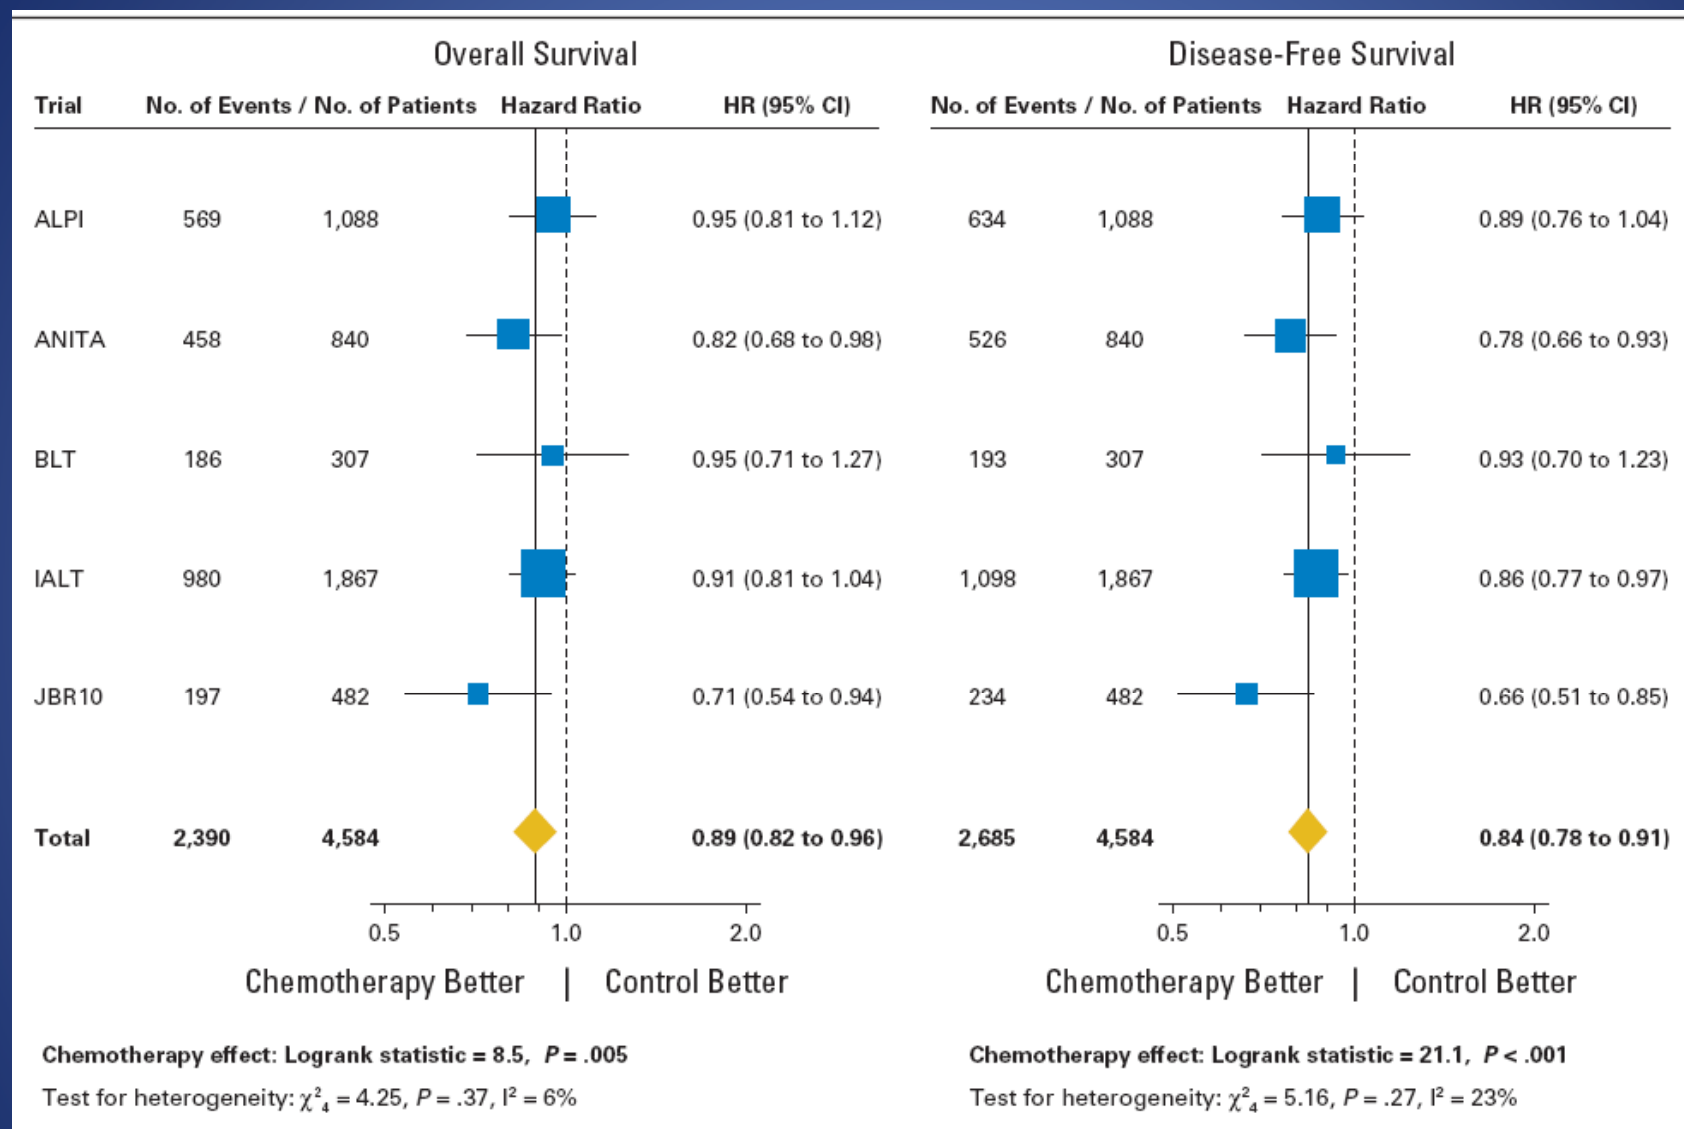 Overall Survival Disease-Free Survival
Trial No. of Events / No. of Patients Hazard Ratio HR (95% CI) No. of Events / No. of Patients Hazard Ratio HR (95% CI)
ALPI 569 1,088 0.95 (0.81 to 1.12) 634 1,088 0.89 (0.76 to 1.04)
ANITA 458 840 0.82 (0.68 to 0.98) 526 840 0.78 (0.66 to 0.93)
BLT 186 307 0.95 (0.71 to 1.27) 193 307 0.93 (0.70 to 1.23)
IALT 980 1,867 0.91 (0.81 to 1.04) 1,098 1,867 0.86 (0.77 to 0.97)
JBR10 197 482 0.71 (0.54 to 0.94) 234 482 0.66 (0.51 to 0.85)
Total 2,390 4,584 0.89 (0.82 to 0.96) 2,685 4,584 0.84 (0.78 to 0.91)
0.5 1.0 2.0 0.5 1.0 2.0
Chemotherapy Better | Control Better Chemotherapy Better | Control Better
Chemotherapy effect: Logrank statistic = 8.5, P = .005 Chemotherapy effect: Logrank statistic = 21.1, P < .001
Test for heterogeneity: χ²₄ = 4.25, P = .37, I² = 6% Test for heterogeneity: χ²₄ = 5.16, P = .27, I² = 23%